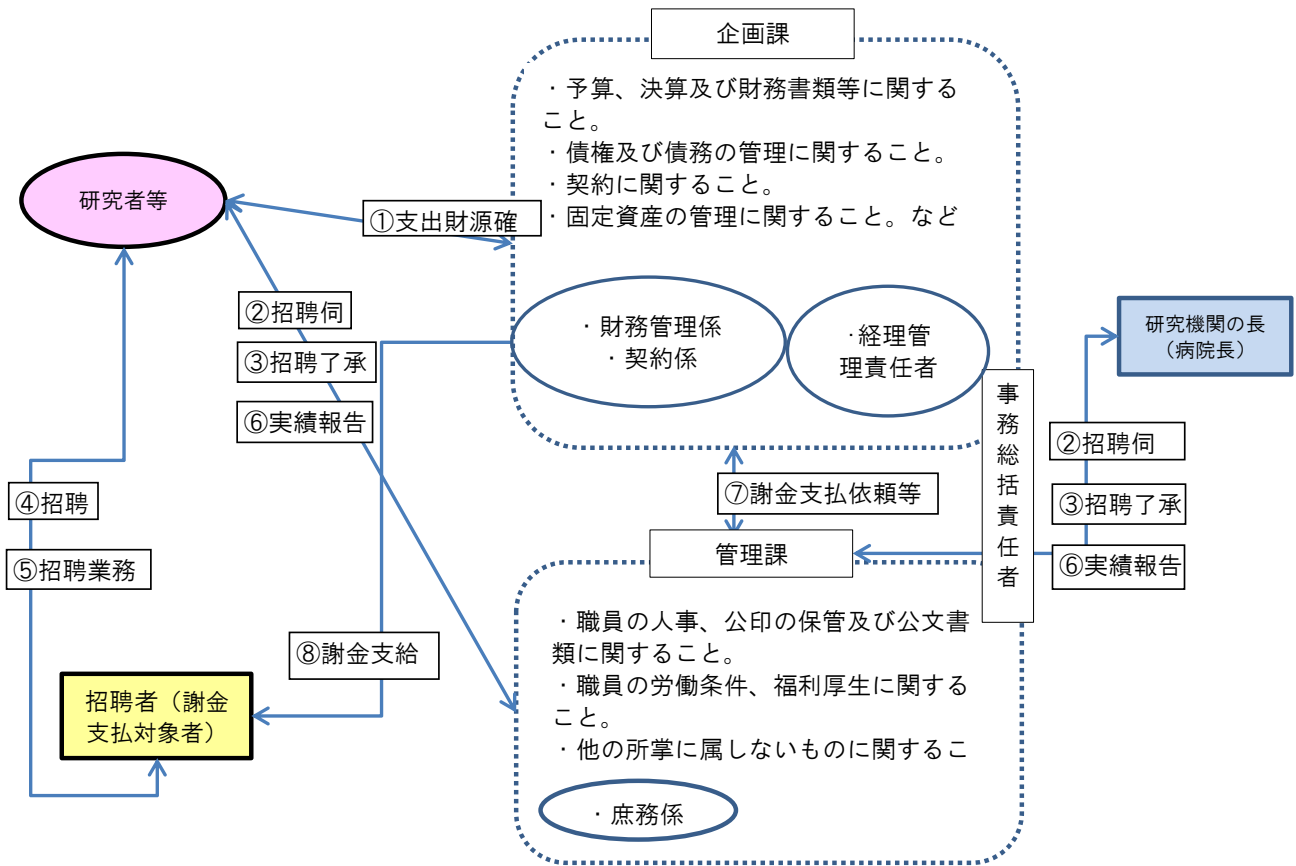 企画課
・予算、決算及び財務書類等に関する
こと。
・債権及び債務の管理に関すること。
・契約に関すること。
・固定資産の管理に関すること。など
研究者等
①支出財源確
②招聘伺
③招聘了承
⑥実績報告
・財務管理係
・契約係
・経理管
理責任者
研究機関の長
（病院長）
事務総括責任者
②招聘伺
③招聘了承
⑥実績報告
④招聘
⑤招聘業務
⑦謝金支払依頼等
管理課
・職員の人事、公印の保管及び公文書
類に関すること。
・職員の労働条件、福利厚生に関する
こと。
・他の所掌に属しないものに関するこ
・庶務係
⑧謝金支給
招聘者（謝金
支払対象者）